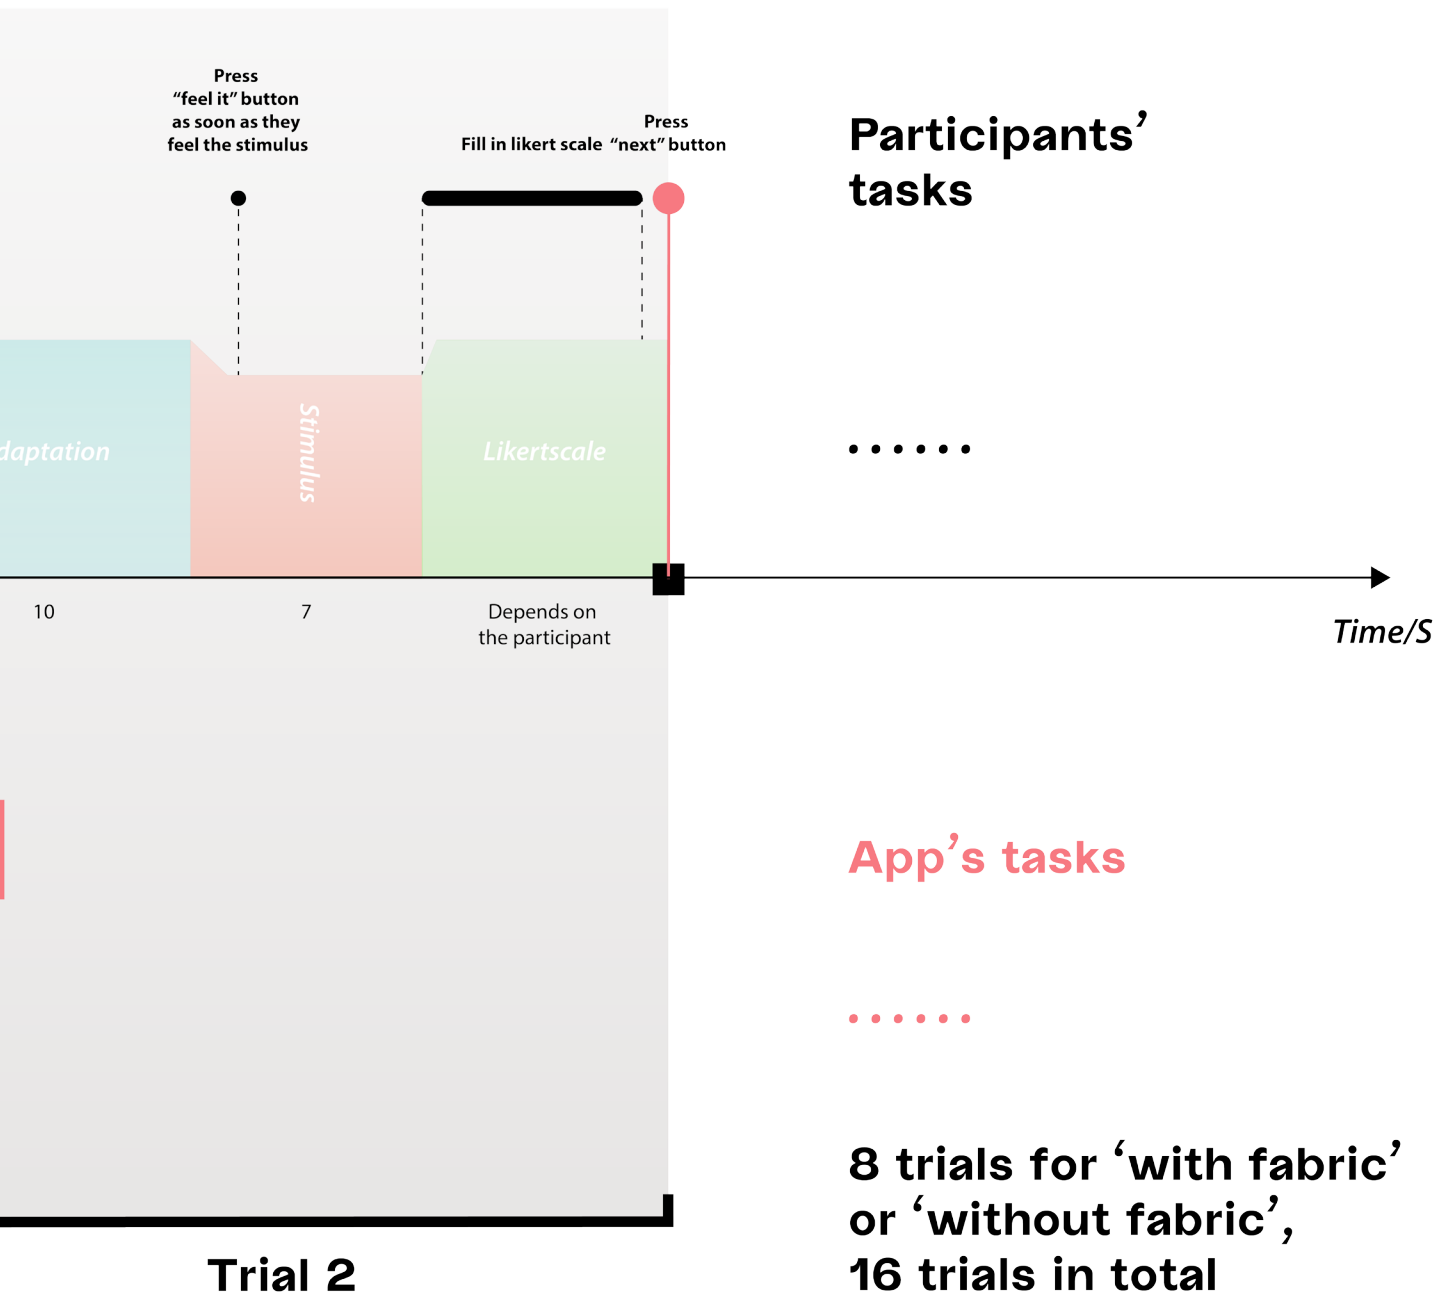 Press
“feel it” button
as soon as they
feel the stimulus
Fill in likert scale
Press
“next” button
Participants’
tasks
daptation
Stimulus
Likertscale
......
10
7
Depends on
the participant
Time/S
App’s tasks
......
8 trials for ‘with fabric’
or ‘without fabric’,
16 trials in total
Trial 2